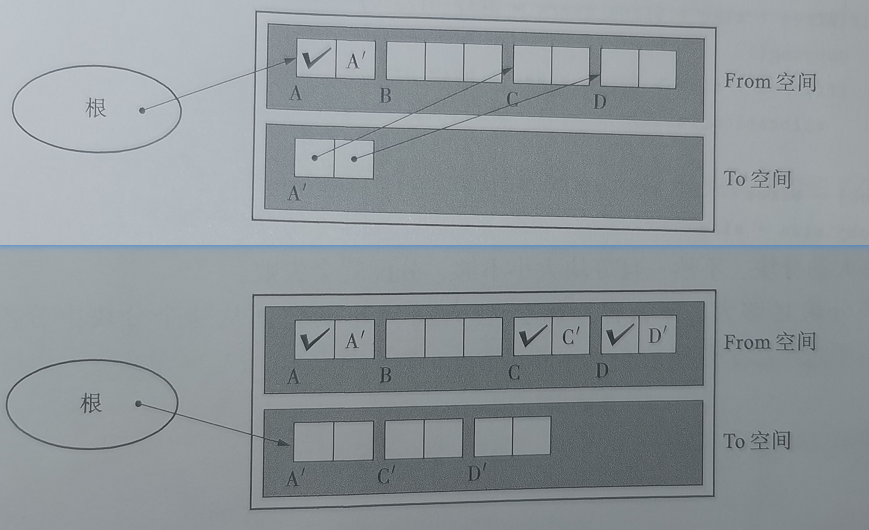 根
✓ A′
A B C D
From 空间
A′
To 空间
根
✓ A′ ✓ C′ ✓ D′
A B C D
From 空间
A′ C′ D′
To 空间